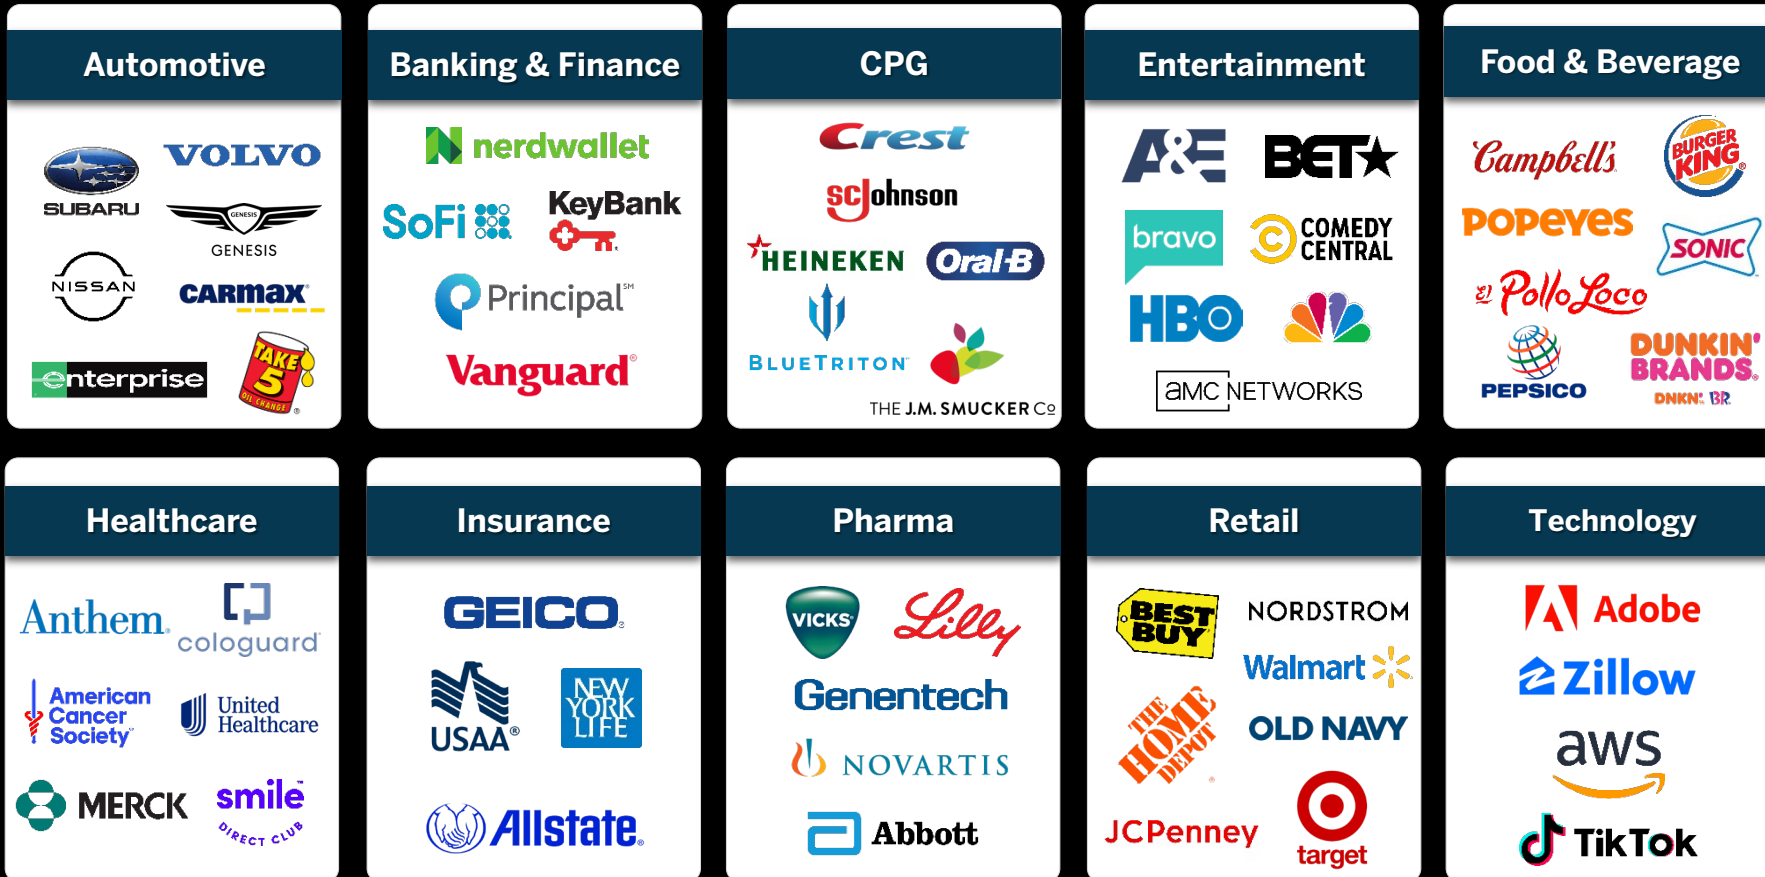 Automotive
SUBARU
VOLVO
GENESIS
GENESIS
NISSAN
CARMAX®
enterprise
TAKE
5
OIL CHANGE
®
Banking & Finance
nerdwallet
SoFi
KeyBank
Principal℠
Vanguard®
CPG
Crest
SCJohnson
HEINEKEN
Oral-B
BLUETRITON™
THE J.M. SMUCKER Co
Entertainment
A&E
BET
bravo
COMEDY
CENTRAL
HBO
aMC NETWORKS
Food & Beverage
Campbell's
BURGER
KING
®
POPEYES
SONIC
El Pollo Loco
PEPSICO
DUNKIN'
BRANDS®
DNKN' BR
Healthcare
Anthem®
cologuard
American
Cancer
Society®
United
Healthcare
MERCK
smile™
DIRECT CLUB
Insurance
GEICO®
USAA®
NEW
YORK
LIFE
Allstate®
Pharma
VICKS®
Lilly
Genentech
NOVARTIS
Abbott
Retail
BEST
BUY
NORDSTROM
Walmart
THE
HOME
DEPOT
®
OLD NAVY
JCPenney
target
Technology
Adobe
Zillow
aws
TikTok